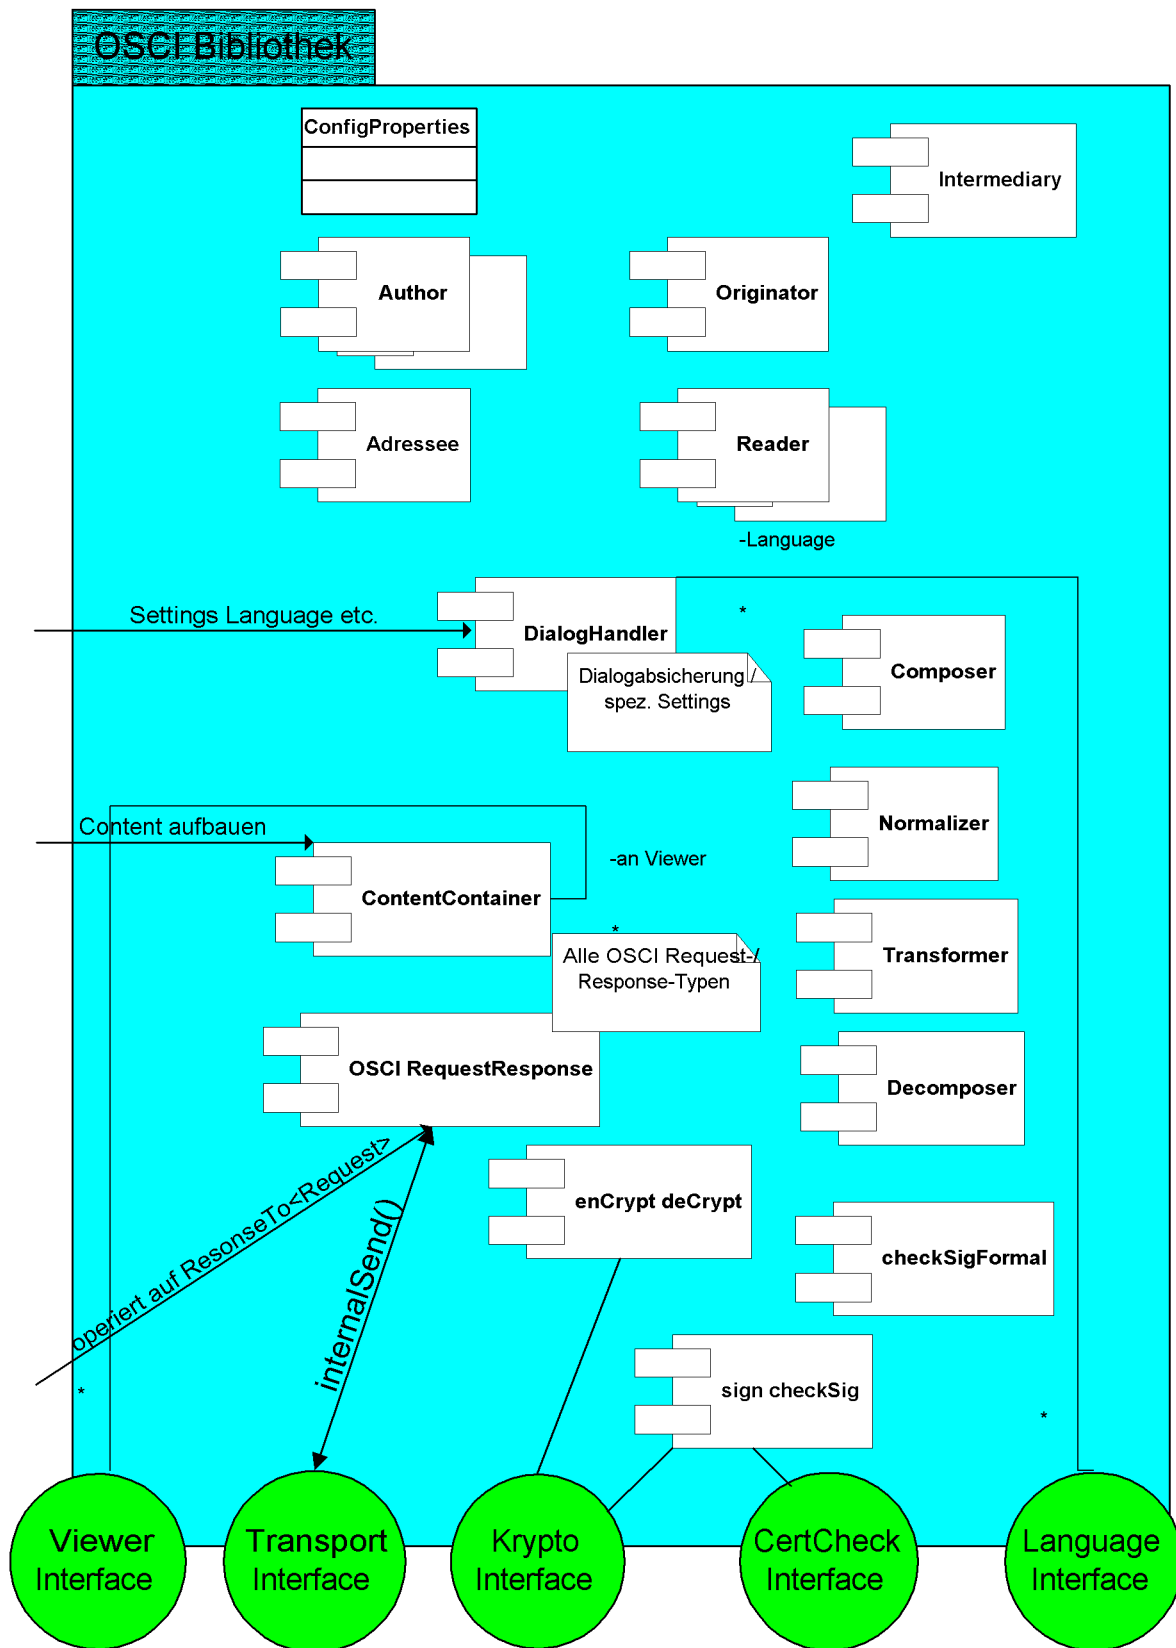 OSCI Bibliothek
ConfigProperties
Intermediary
Author
Originator
Adressee
Reader
-Language
Settings Language etc.
*
DialogHandler
Dialogabsicherung /
spez. Settings
Composer
Normalizer
Content aufbauen
-an Viewer
ContentContainer
*
Alle OSCI Request-/
Response-Typen
Transformer
OSCI RequestResponse
Decomposer
operiert auf ResonseTo<Request>
internalSend()
enCrypt deCrypt
checkSigFormal
sign checkSig
*
*
Viewer
Interface
Transport
Interface
Krypto
Interface
CertCheck
Interface
Language
Interface